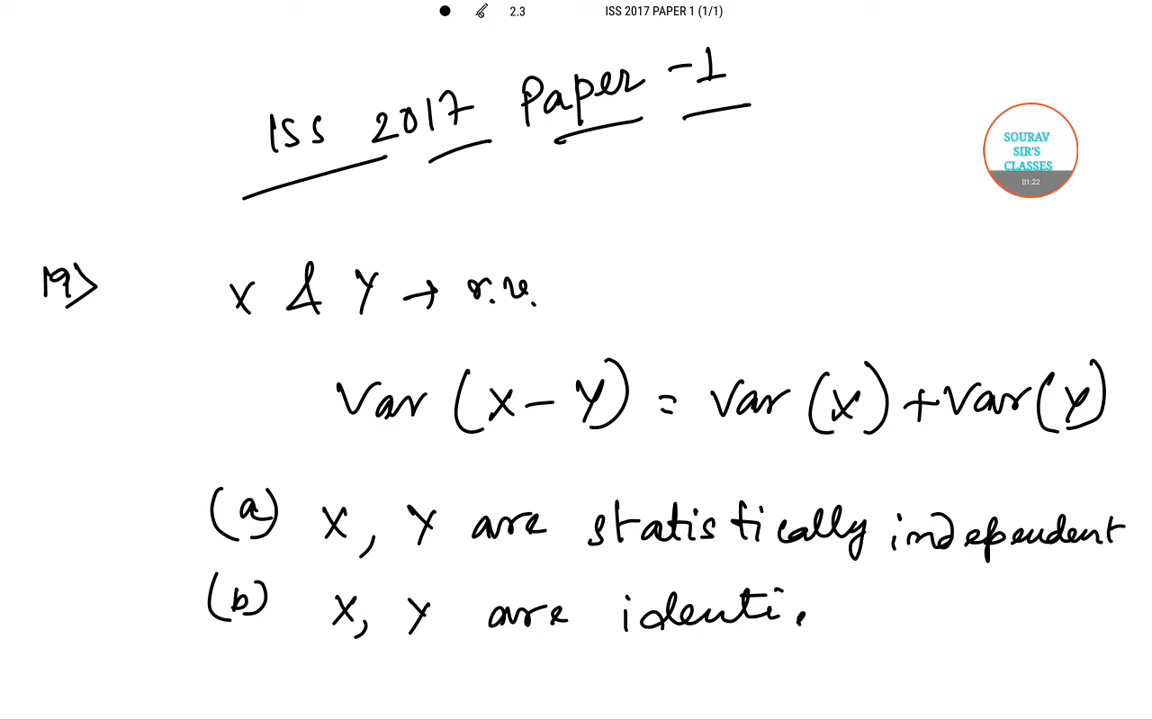 2.3 ISS 2017 PAPER 1 (1/1)
ISS 2017 Paper - 1
SOURAV
SIR'S
CLASSES
01:22
19> X & Y → r.v.
Var (X - Y) = Var (X) + Var (Y)
(a) X, Y are statistically independent
(b) X, Y are identi.